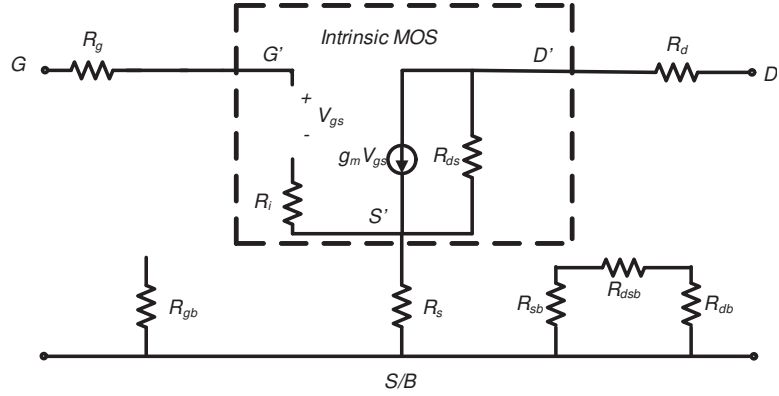 Intrinsic MOS
G
R_g
G'
D'
R_d
D
+
V_gs
-
g_m V_gs
R_ds
R_i
S'
R_gb
R_s
R_sb
R_dsb
R_db
S/B